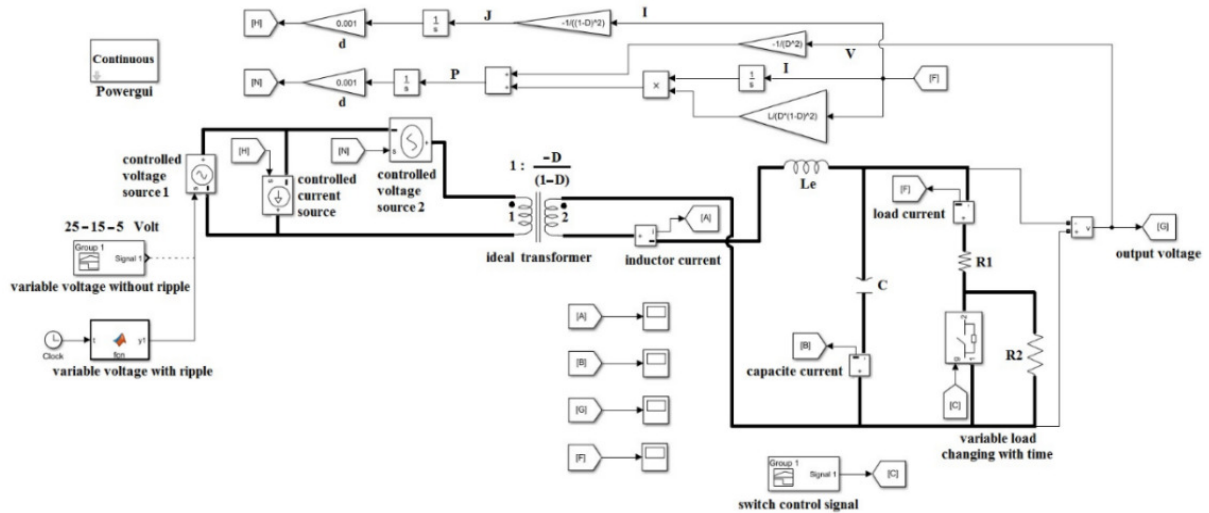 [H]
0.001
d
1
s
J
-1/((1-D)^2)
I
-1/(D^2)
V
Continuous
Powergui
[N]
0.001
d
1
s
P
+
+
×
1
s
I
[F]
L/(D*(1-D)^2)
controlled
voltage
source 1
[H]
controlled
current
source
[N]
s
controlled
voltage
source 2
1 : -D
(1-D)
1
2
ideal transformer
[A]
inductor current
Le
[F]
load current
R1
v
[G]
output voltage
25-15-5 Volt
Group 1
Signal 1
variable voltage without ripple
Clock
t
y1
fcn
variable voltage with ripple
[A]
[B]
[G]
[F]
C
[B]
capacite current
R2
[C]
variable load
changing with time
Group 1
Signal 1
[C]
switch control signal